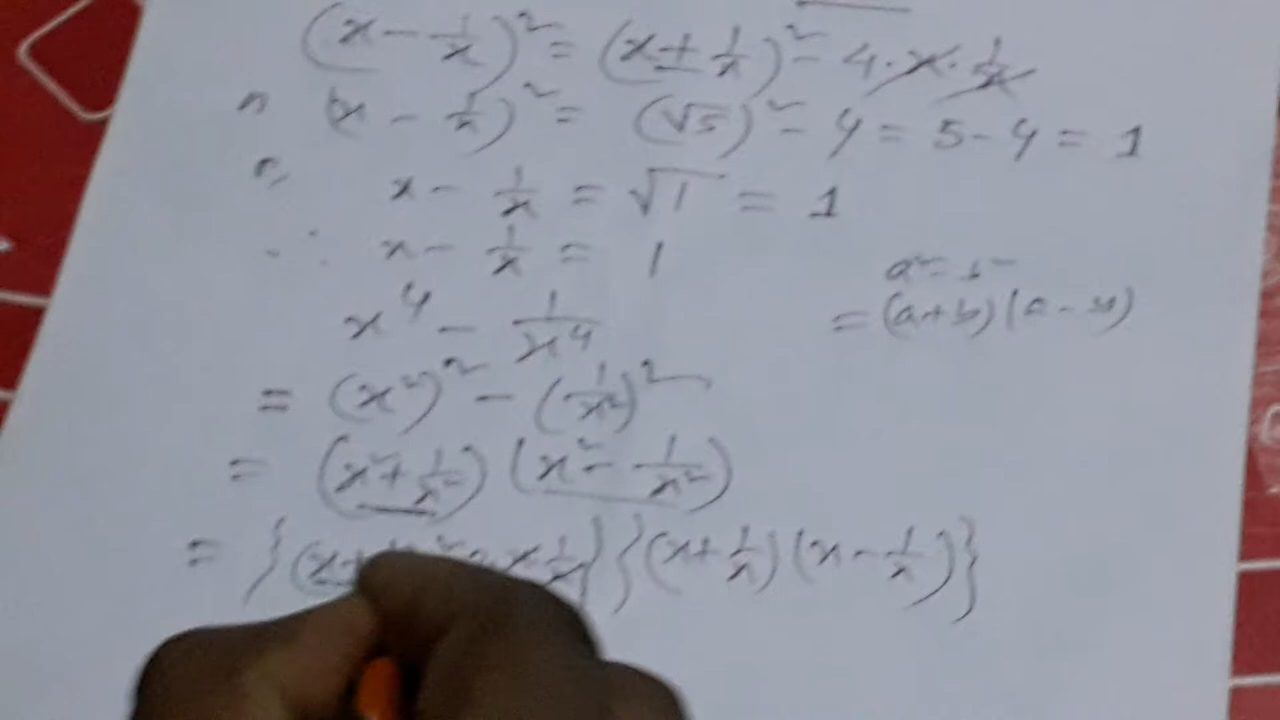 (x - 1/x)² = (x + 1/x)² - 4·x·1/x
" (x - 1/x)² = (√5)² - 4 = 5 - 4 = 1
" x - 1/x = √1 = 1
∴ x - 1/x = 1
x⁴ - 1/x⁴
a² - b²
= (a+b)(a-b)
= (x²)² - (1/x²)²
= (x² + 1/x²)(x² - 1/x²)
= {(x+ x·1/x}{(x + 1/x)(x - 1/x)}